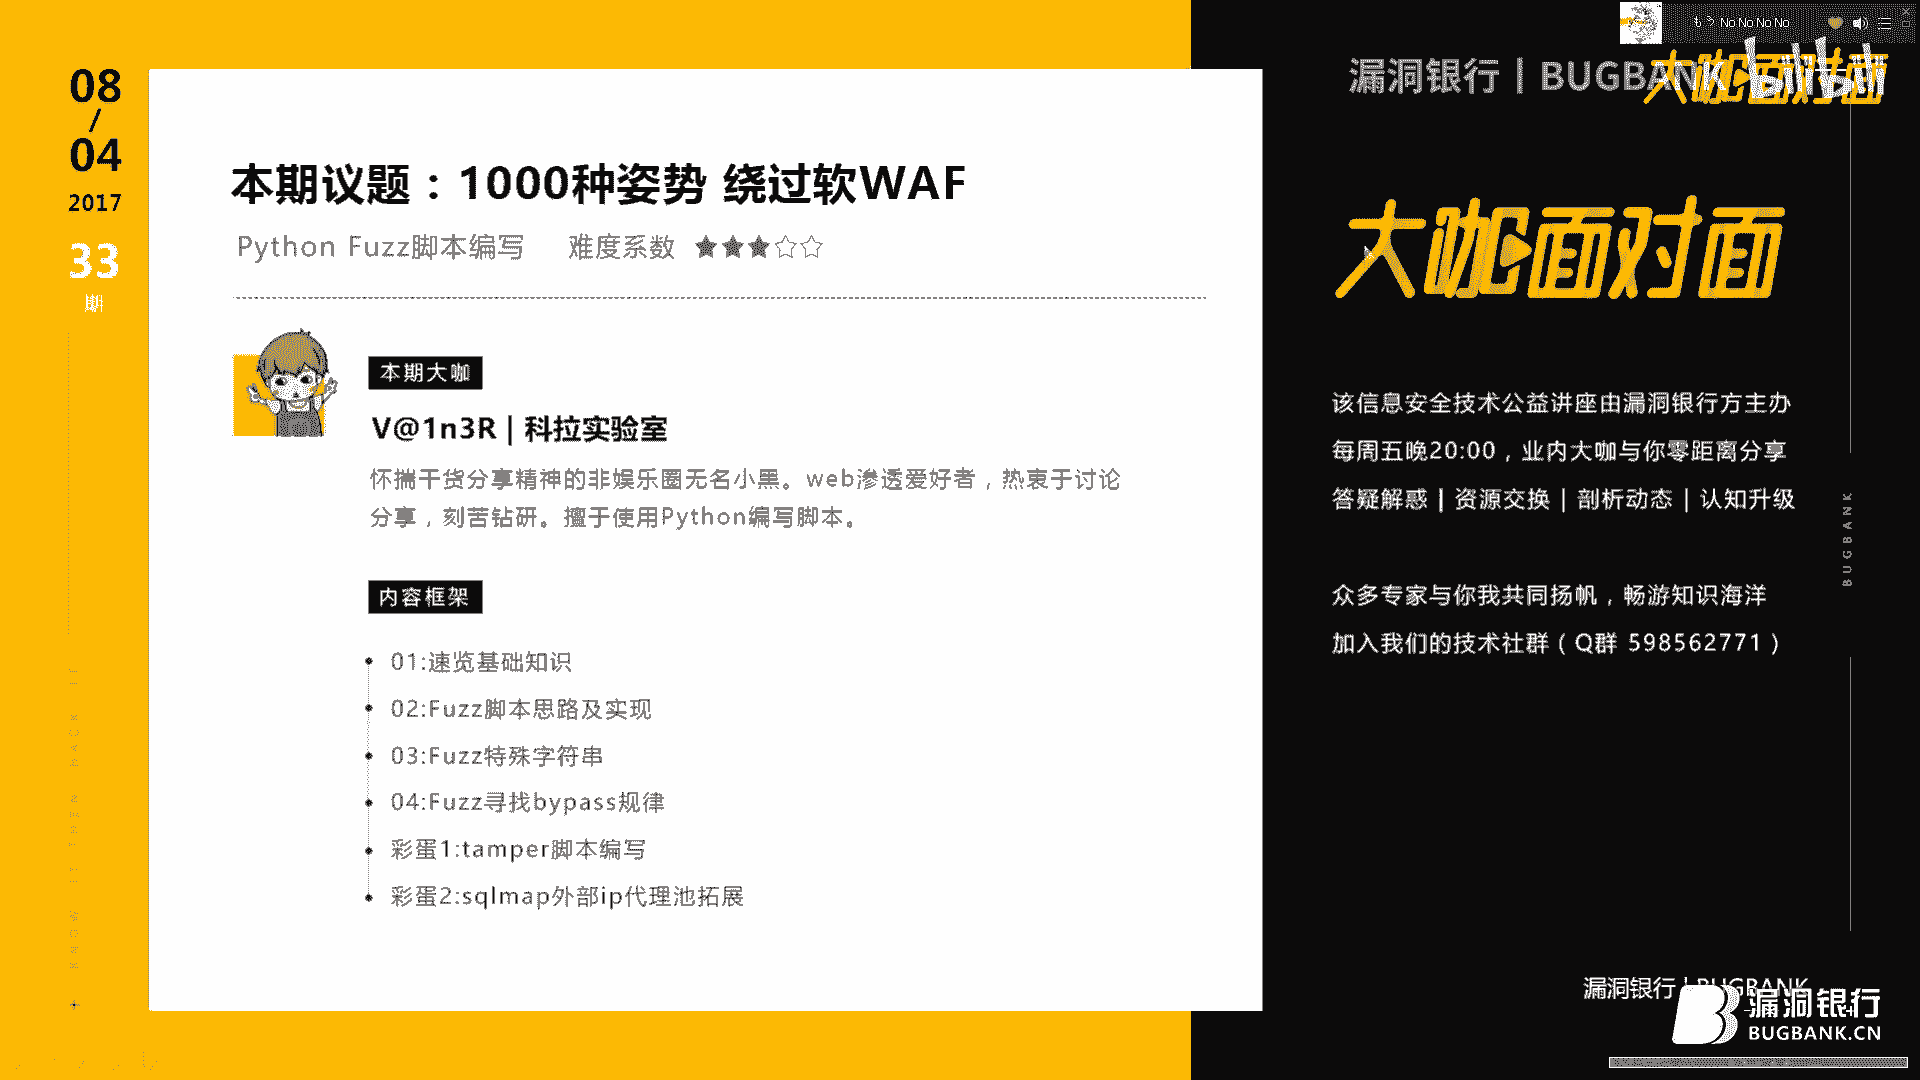 08
/
04
2017
33
期
本期议题：1000种姿势 绕过软WAF
Python Fuzz脚本编写 难度系数 ★★★☆☆
本期大咖
V@1n3R | 科拉实验室
怀揣干货分享精神的非娱乐圈无名小黑。web渗透爱好者，热衷于讨论
分享，刻苦钻研。擅于使用Python编写脚本。
内容框架
01:速览基础知识
02:Fuzz脚本思路及实现
03:Fuzz特殊字符串
04:Fuzz寻找bypass规律
彩蛋1:tamper脚本编写
彩蛋2:sqlmap外部ip代理池拓展
もう No No No No
漏洞银行 | BUGBANK
大咖面对面
bilibili
大咖面对面
该信息安全技术公益讲座由漏洞银行方主办
每周五晚20:00，业内大咖与你零距离分享
答疑解惑 | 资源交换 | 剖析动态 | 认知升级
众多专家与你我共同扬帆，畅游知识海洋
加入我们的技术社群（Q群 598562771）
BUGBANK
漏洞银行 | BUGBANK
漏洞银行
BUGBANK.CN